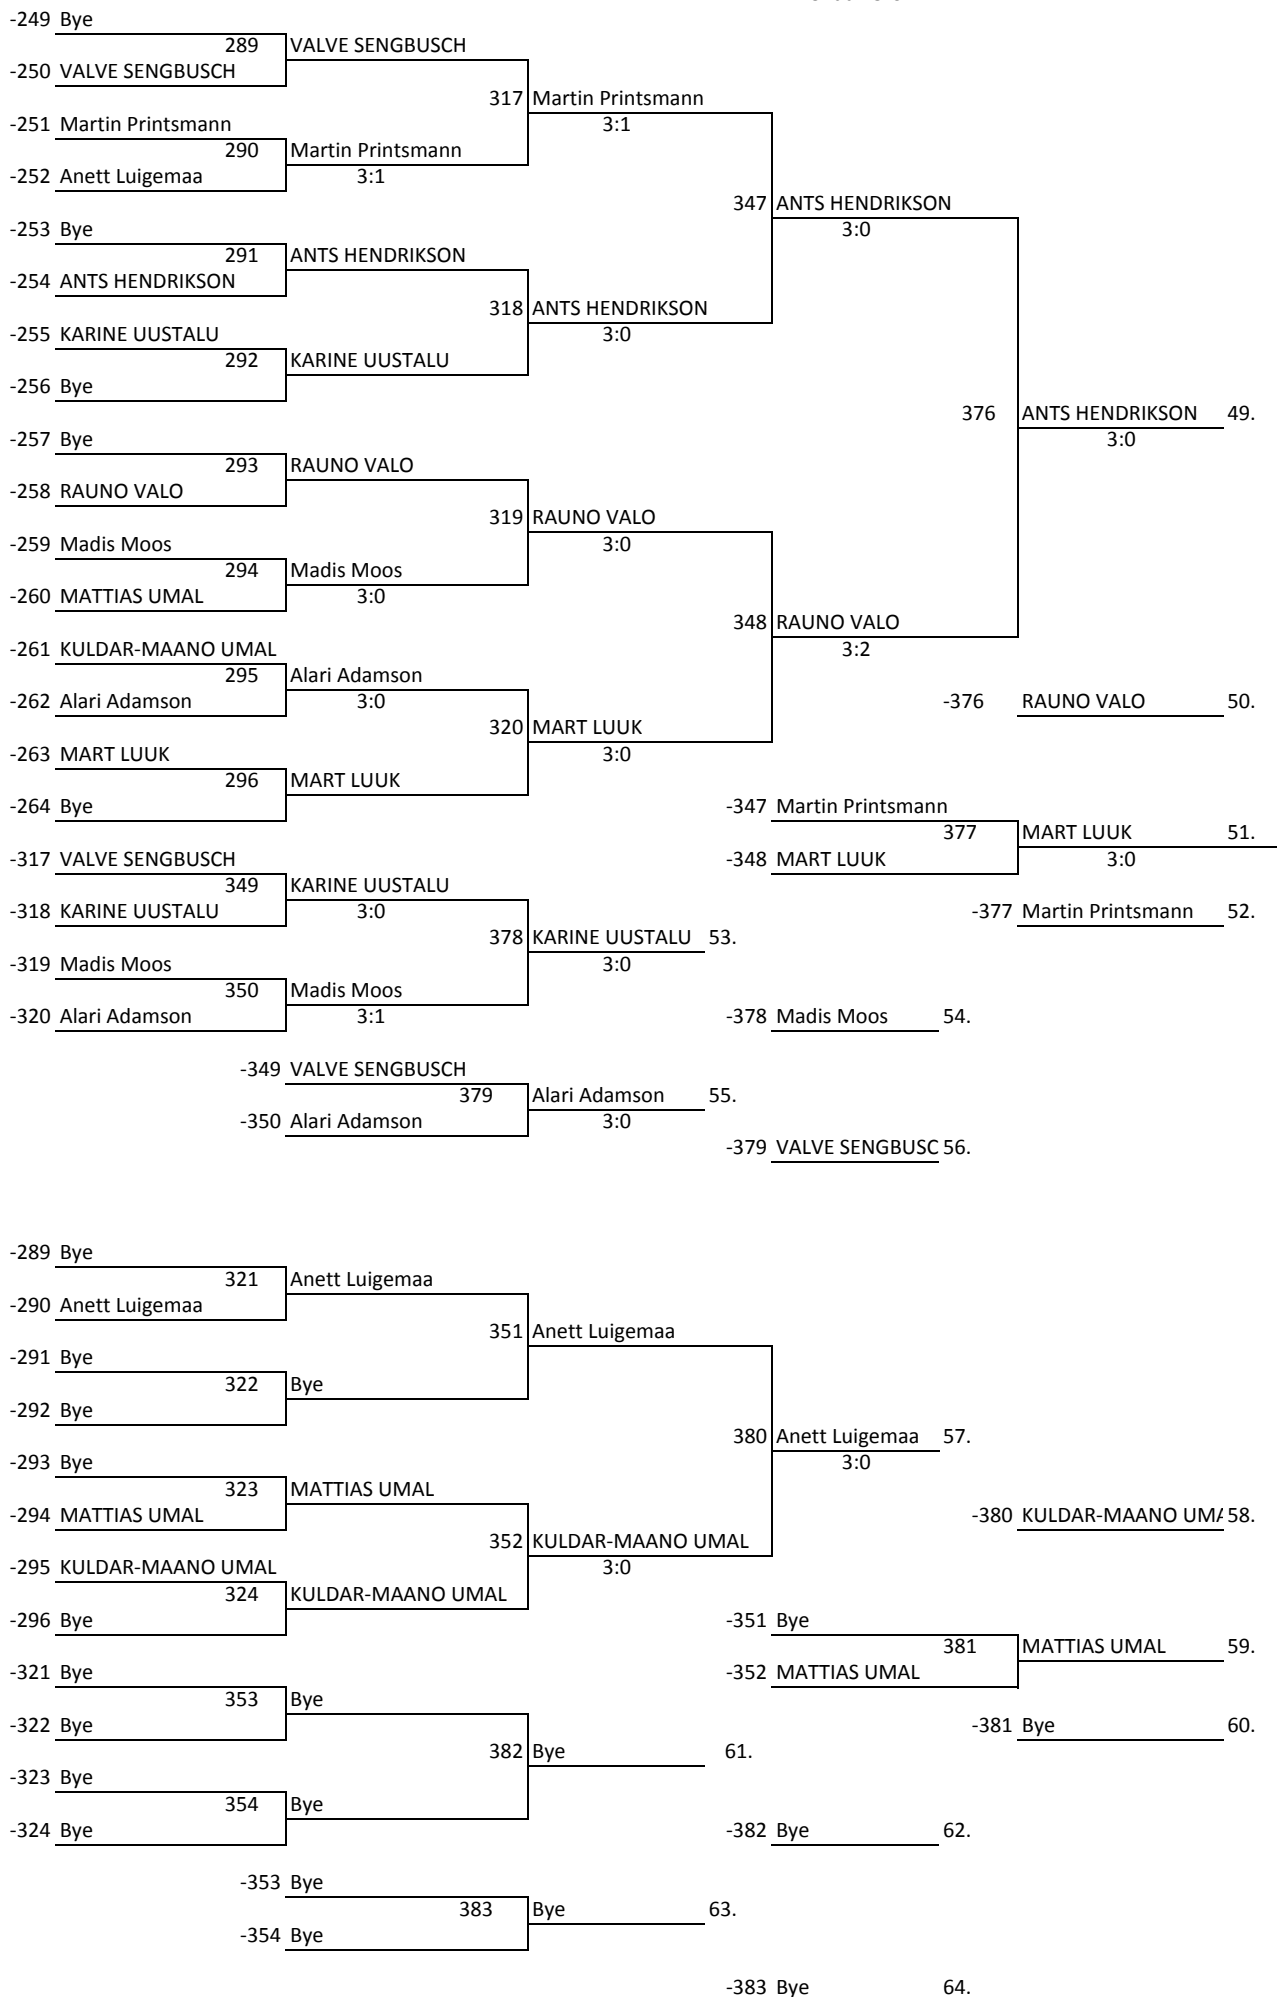 -249 Bye
289 VALVE SENGBUSCH
-250 VALVE SENGBUSCH
317 Martin Printsmann
-251 Martin Printsmann 3:1
290 Martin Printsmann
-252 Anett Luigemaa 3:1
347 ANTS HENDRIKSON
-253 Bye 3:0
291 ANTS HENDRIKSON
-254 ANTS HENDRIKSON
318 ANTS HENDRIKSON
-255 KARINE UUSTALU 3:0
292 KARINE UUSTALU
-256 Bye
376 ANTS HENDRIKSON 49.
-257 Bye 3:0
293 RAUNO VALO
-258 RAUNO VALO
319 RAUNO VALO
-259 Madis Moos 3:0
294 Madis Moos
-260 MATTIAS UMAL 3:0
348 RAUNO VALO
-261 KULDAR-MAANO UMAL 3:2
295 Alari Adamson
-262 Alari Adamson 3:0 -376 RAUNO VALO 50.
320 MART LUUK
-263 MART LUUK 3:0
296 MART LUUK
-264 Bye -347 Martin Printsmann
377 MART LUUK 51.
-317 VALVE SENGBUSCH -348 MART LUUK 3:0
349 KARINE UUSTALU
-318 KARINE UUSTALU 3:0 -377 Martin Printsmann 52.
378 KARINE UUSTALU 53.
-319 Madis Moos 3:0
350 Madis Moos
-320 Alari Adamson 3:1 -378 Madis Moos 54.
-349 VALVE SENGBUSCH
379 Alari Adamson 55.
-350 Alari Adamson 3:0
-379 VALVE SENGBUSC 56.
-289 Bye
321 Anett Luigemaa
-290 Anett Luigemaa
351 Anett Luigemaa
-291 Bye
322 Bye
-292 Bye
380 Anett Luigemaa 57.
-293 Bye 3:0
323 MATTIAS UMAL
-294 MATTIAS UMAL -380 KULDAR-MAANO UMA 58.
352 KULDAR-MAANO UMAL
-295 KULDAR-MAANO UMAL 3:0
324 KULDAR-MAANO UMAL
-296 Bye -351 Bye
381 MATTIAS UMAL 59.
-321 Bye -352 MATTIAS UMAL
353 Bye
-322 Bye -381 Bye 60.
382 Bye 61.
-323 Bye
354 Bye
-324 Bye -382 Bye 62.
-353 Bye
383 Bye 63.
-354 Bye
-383 Bye 64.